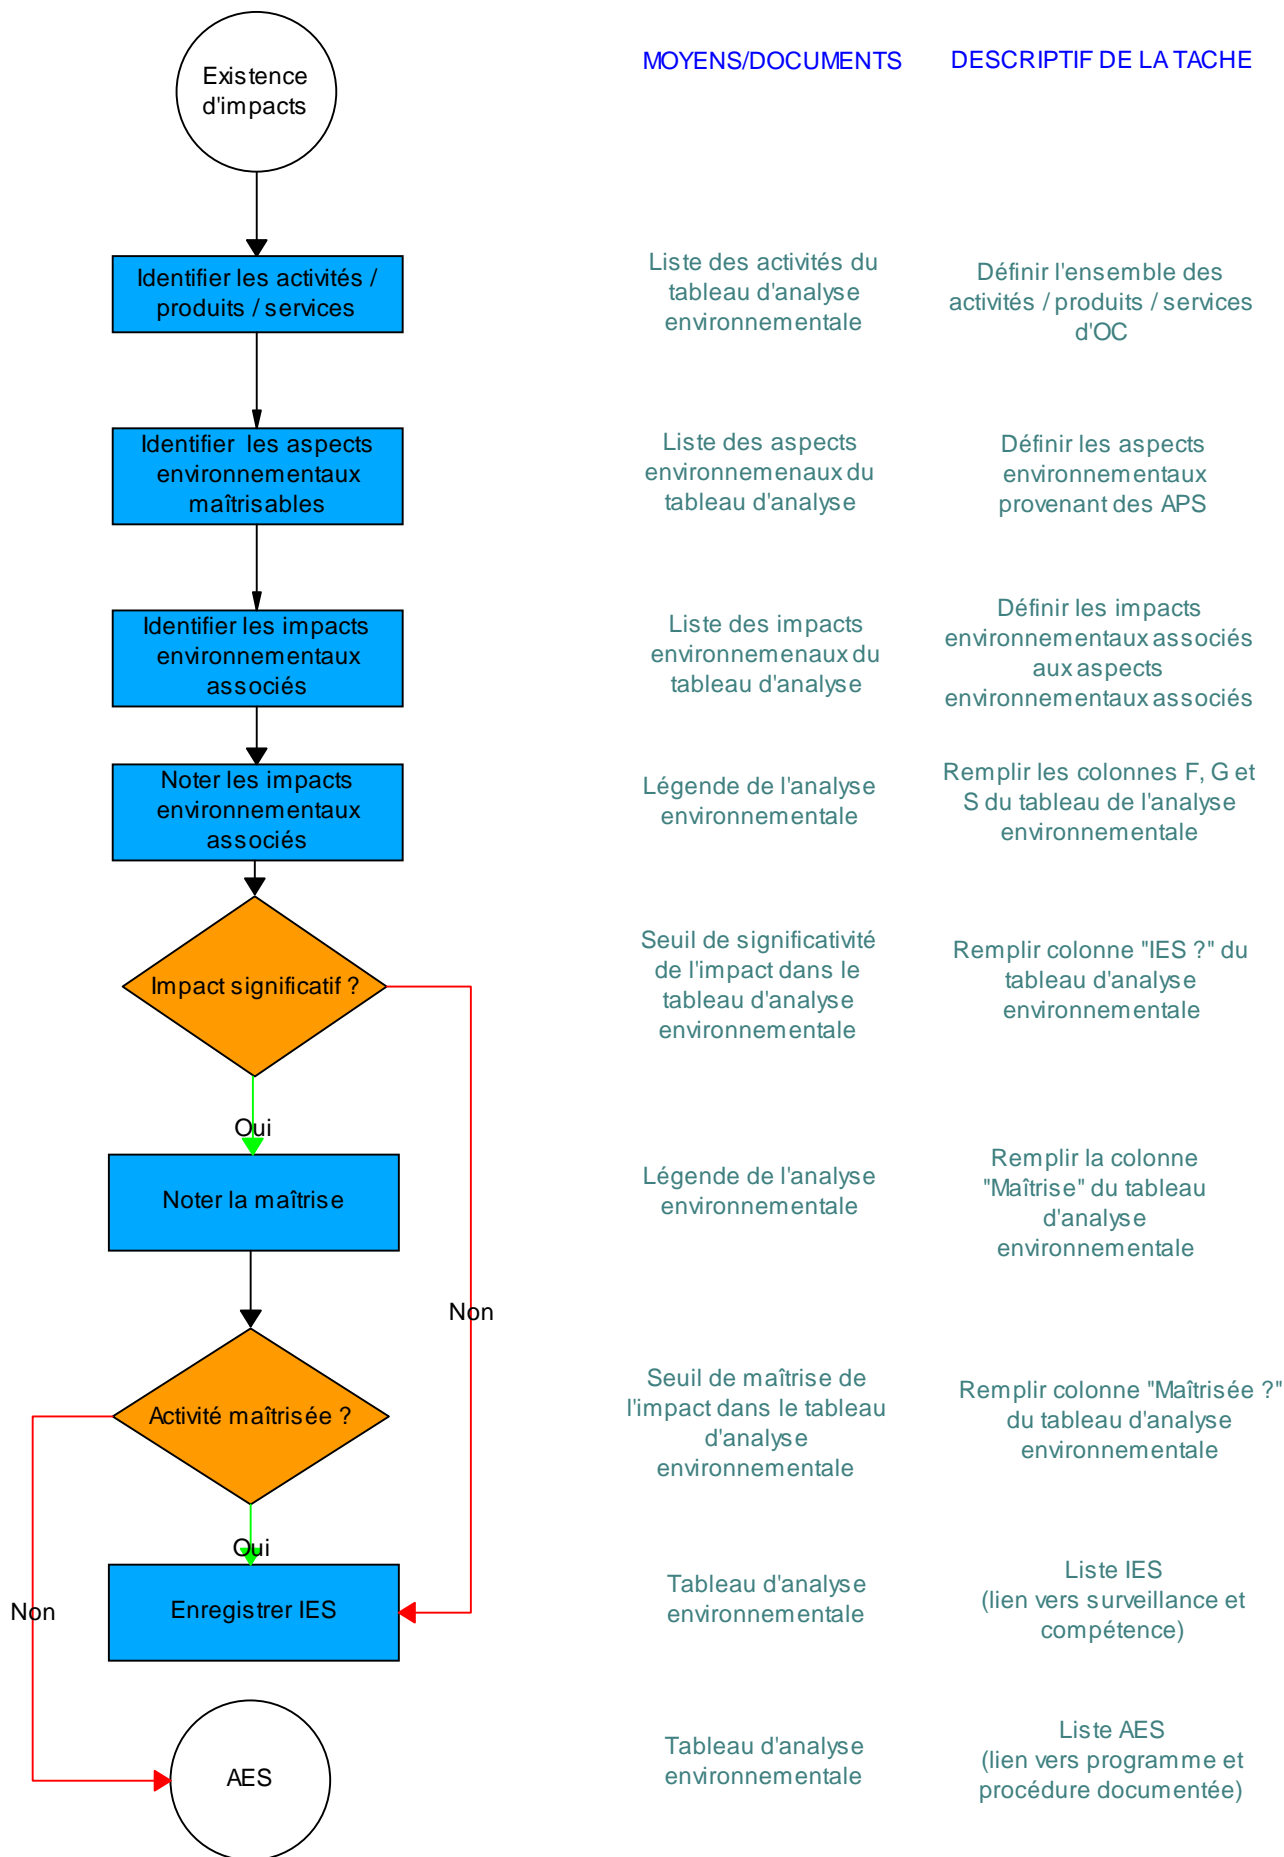 Existence
d'impacts
MOYENS/DOCUMENTS
DESCRIPTIF DE LA TACHE
Identifier les activités /
produits / services
Liste des activités du
tableau d'analyse
environnementale
Définir l'ensemble des
activités / produits / services
d'OC
Identifier les aspects
environnementaux
maîtrisables
Liste des aspects
environnemenaux du
tableau d'analyse
Définir les aspects
environnementaux
provenant des APS
Identifier les impacts
environnementaux
associés
Liste des impacts
environnemenaux du
tableau d'analyse
Définir les impacts
environnementaux associés
aux aspects
environnementaux associés
Noter les impacts
environnementaux
associés
Légende de l'analyse
environnementale
Remplir les colonnes F, G et
S du tableau de l'analyse
environnementale
Impact significatif ?
Seuil de significativité
de l'impact dans le
tableau d'analyse
environnementale
Remplir colonne "IES ?" du
tableau d'analyse
environnementale
Oui
Noter la maîtrise
Légende de l'analyse
environnementale
Remplir la colonne
"Maîtrise" du tableau
d'analyse
environnementale
Non
Activité maîtrisée ?
Seuil de maîtrise de
l'impact dans le tableau
d'analyse
environnementale
Remplir colonne "Maîtrisée ?"
du tableau d'analyse
environnementale
Oui
Non
Enregistrer IES
Tableau d'analyse
environnementale
Liste IES
(lien vers surveillance et
compétence)
AES
Tableau d'analyse
environnementale
Liste AES
(lien vers programme et
procédure documentée)